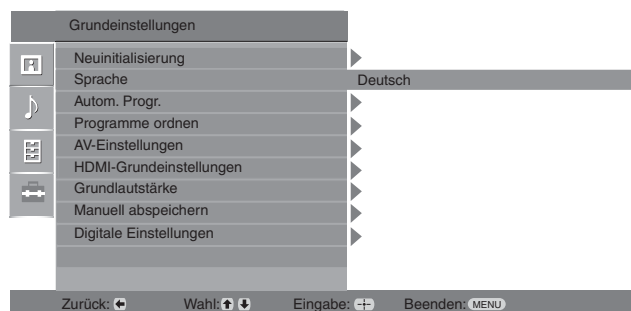 Grundeinstellungen
Neuinitialisierung
Sprache Deutsch
Autom. Progr.
Programme ordnen
AV-Einstellungen
HDMI-Grundeinstellungen
Grundlautstärke
Manuell abspeichern
Digitale Einstellungen
Zurück: Wahl: Eingabe: Beenden: MENU